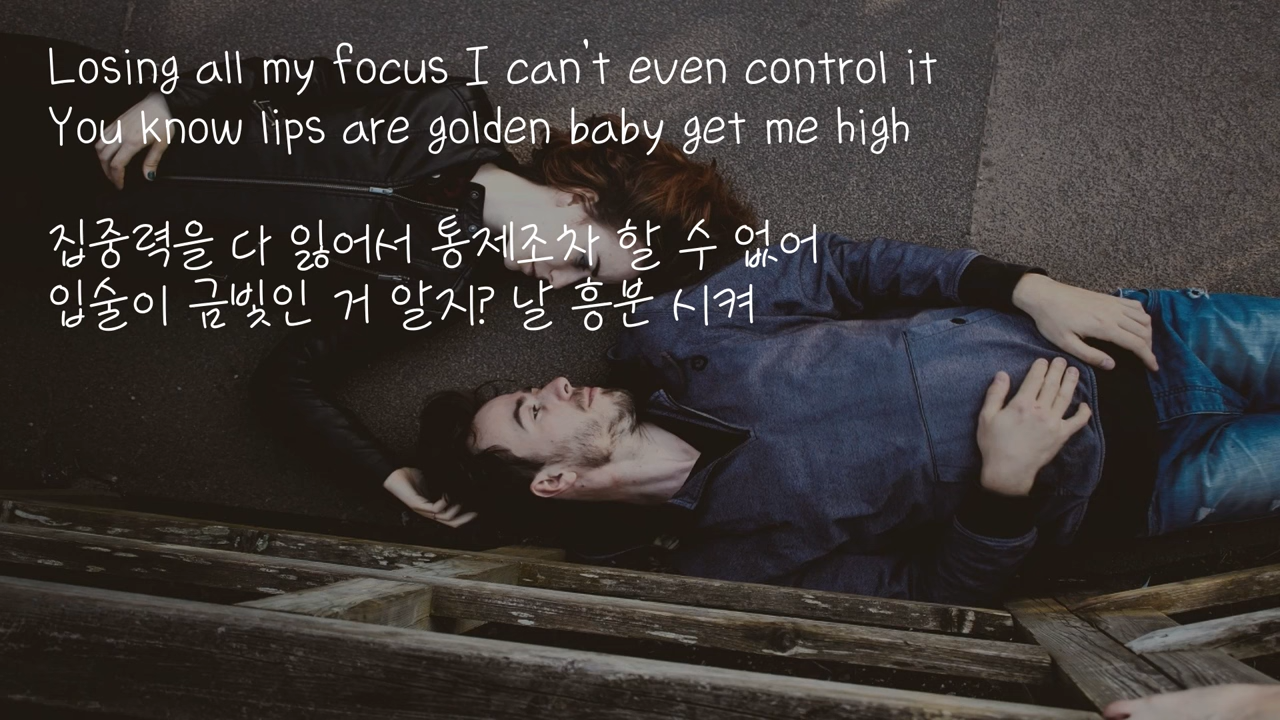 Losing all my focus I can't even control it
You know lips are golden baby get me high
집중력을 다 잃어서 통제조차 할 수 없어
입술이 금빛인 거 알지? 날 흥분 시켜